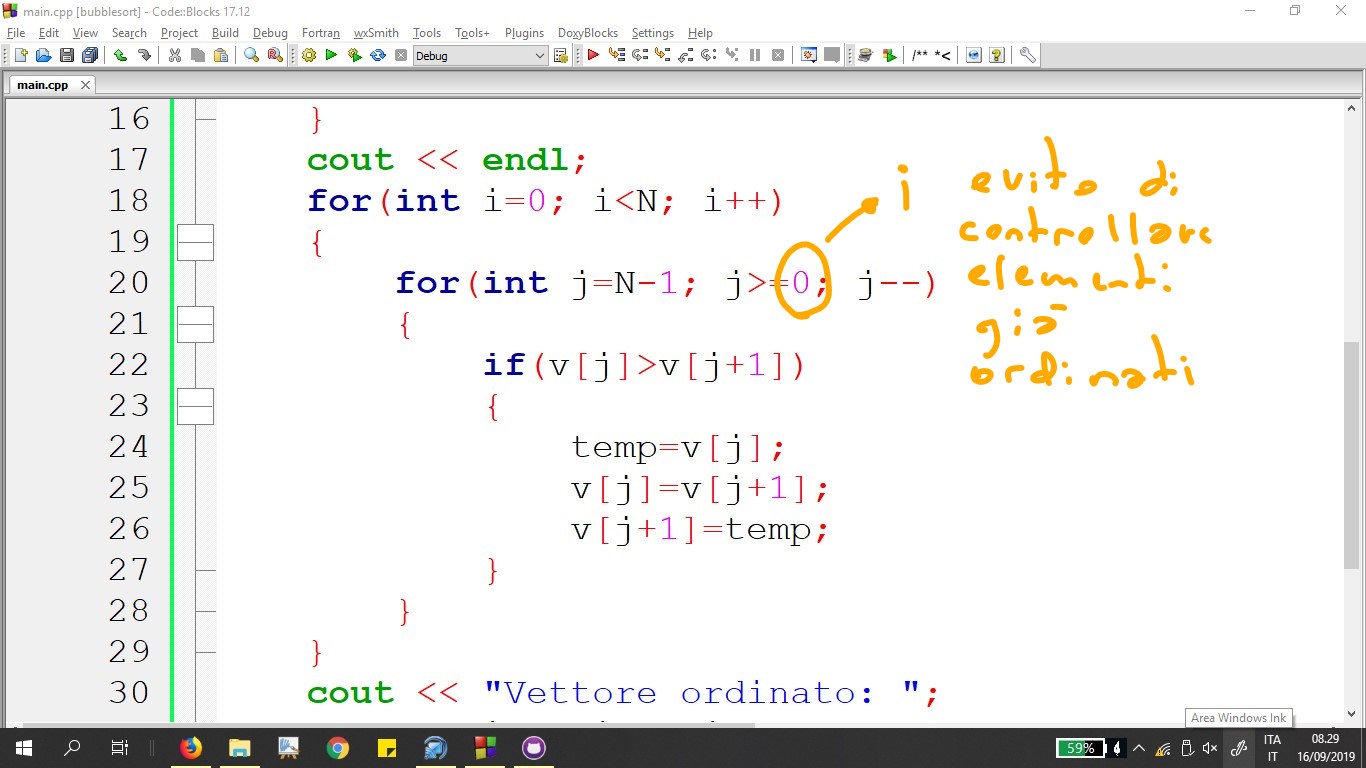 main.cpp [bubblesort] - Code::Blocks 17.12
File Edit View Search Project Build Debug Fortran wxSmith Tools Tools+ Plugins DoxyBlocks Settings Help
Debug
/** *<
main.cpp
16 }
17 cout << endl;
18 for(int i=0; i<N; i++)
19 {
20 for(int j=N-1; j>=0; j--)
21 {
22 if(v[j]>v[j+1])
23 {
24 temp=v[j];
25 v[j]=v[j+1];
26 v[j+1]=temp;
27 }
28 }
29 }
30 cout << "Vettore ordinato: ";
i
evito di
controllare
elementi
già
ordinati
Area Windows Ink
59%
ITA
IT
08.29
16/09/2019